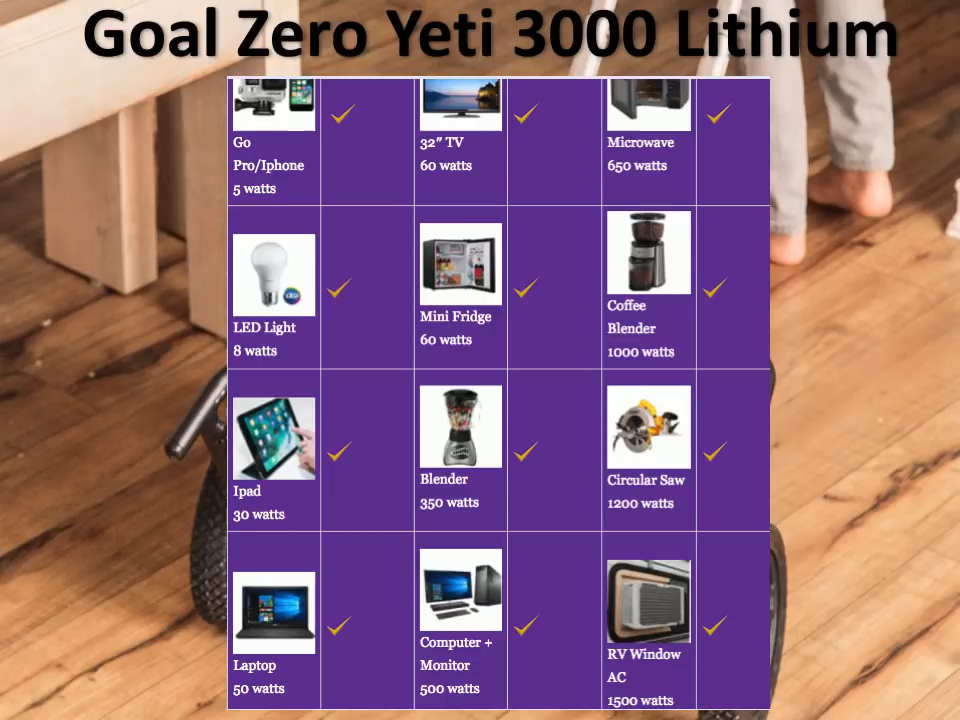 Goal Zero Yeti 3000 Lithium
Go
Pro/Iphone
5 watts
32" TV
60 watts
Microwave
650 watts
LED Light
8 watts
Mini Fridge
60 watts
Coffee
Blender
1000 watts
Ipad
30 watts
Blender
350 watts
Circular Saw
1200 watts
Laptop
50 watts
Computer +
Monitor
500 watts
RV Window
AC
1500 watts